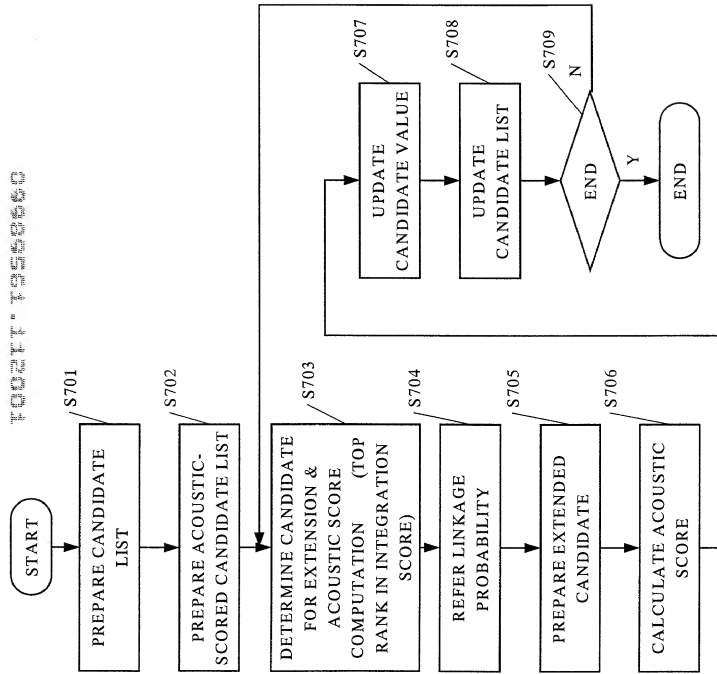 START
S701
PREPARE CANDIDATE
LIST
S702
PREPARE ACOUSTIC-
SCORED CANDIDATE LIST
S703
DETERMINE CANDIDATE
FOR EXTENSION &
ACOUSTIC SCORE
COMPUTATION (TOP
RANK IN INTEGRATION
SCORE)
S704
REFER LINKAGE
PROBABILITY
S705
PREPARE EXTENDED
CANDIDATE
S706
CALCULATE ACOUSTIC
SCORE
S707
UPDATE
CANDIDATE VALUE
S708
UPDATE
CANDIDATE LIST
S709
END
N
Y
END